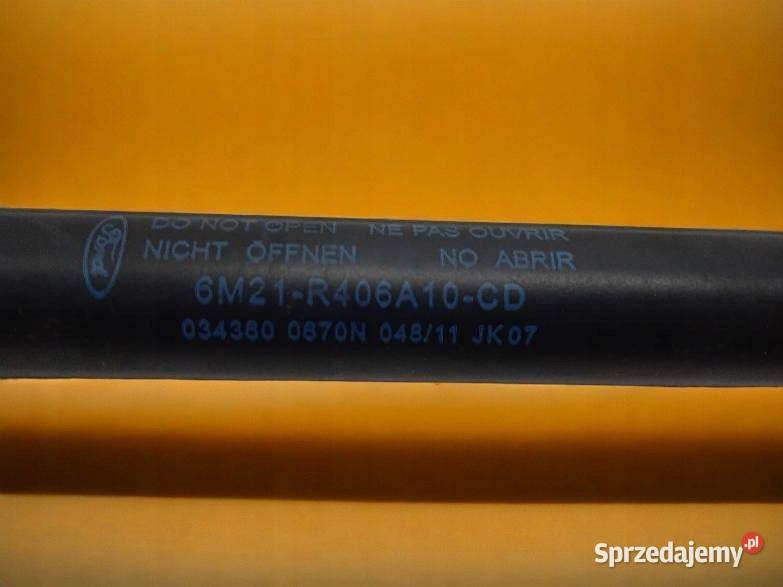 Ford
DO NOT OPEN NE PAS OUVRIR
NICHT ÖFFNEN NO ABRIR
6M21-R406A10-CD
034360 0670N 048/11 JK07
Sprzedajemy.pl